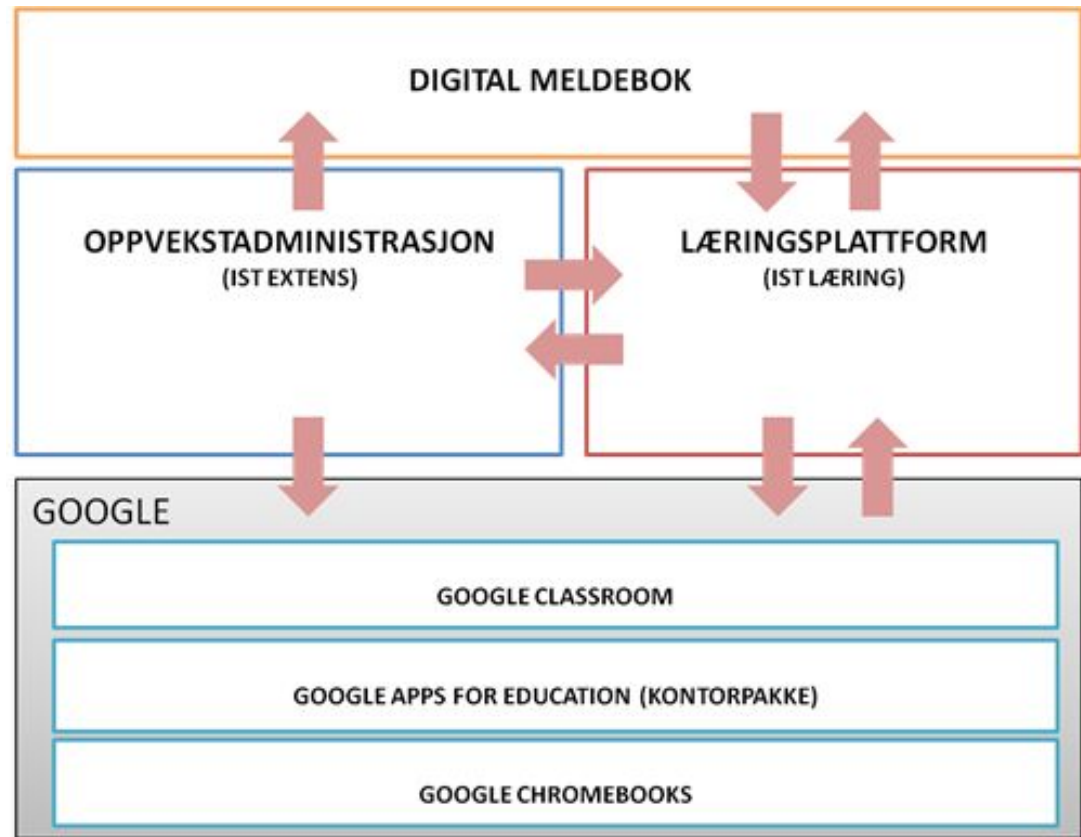 DIGITAL MELDEBOK
OPPVEKSTADMINISTRASJON
(IST EXTENS)
LÆRINGSPLATTFORM
(IST LÆRING)
GOOGLE
GOOGLE CLASSROOM
GOOGLE APPS FOR EDUCATION (KONTORPAKKE)
GOOGLE CHROMEBOOKS